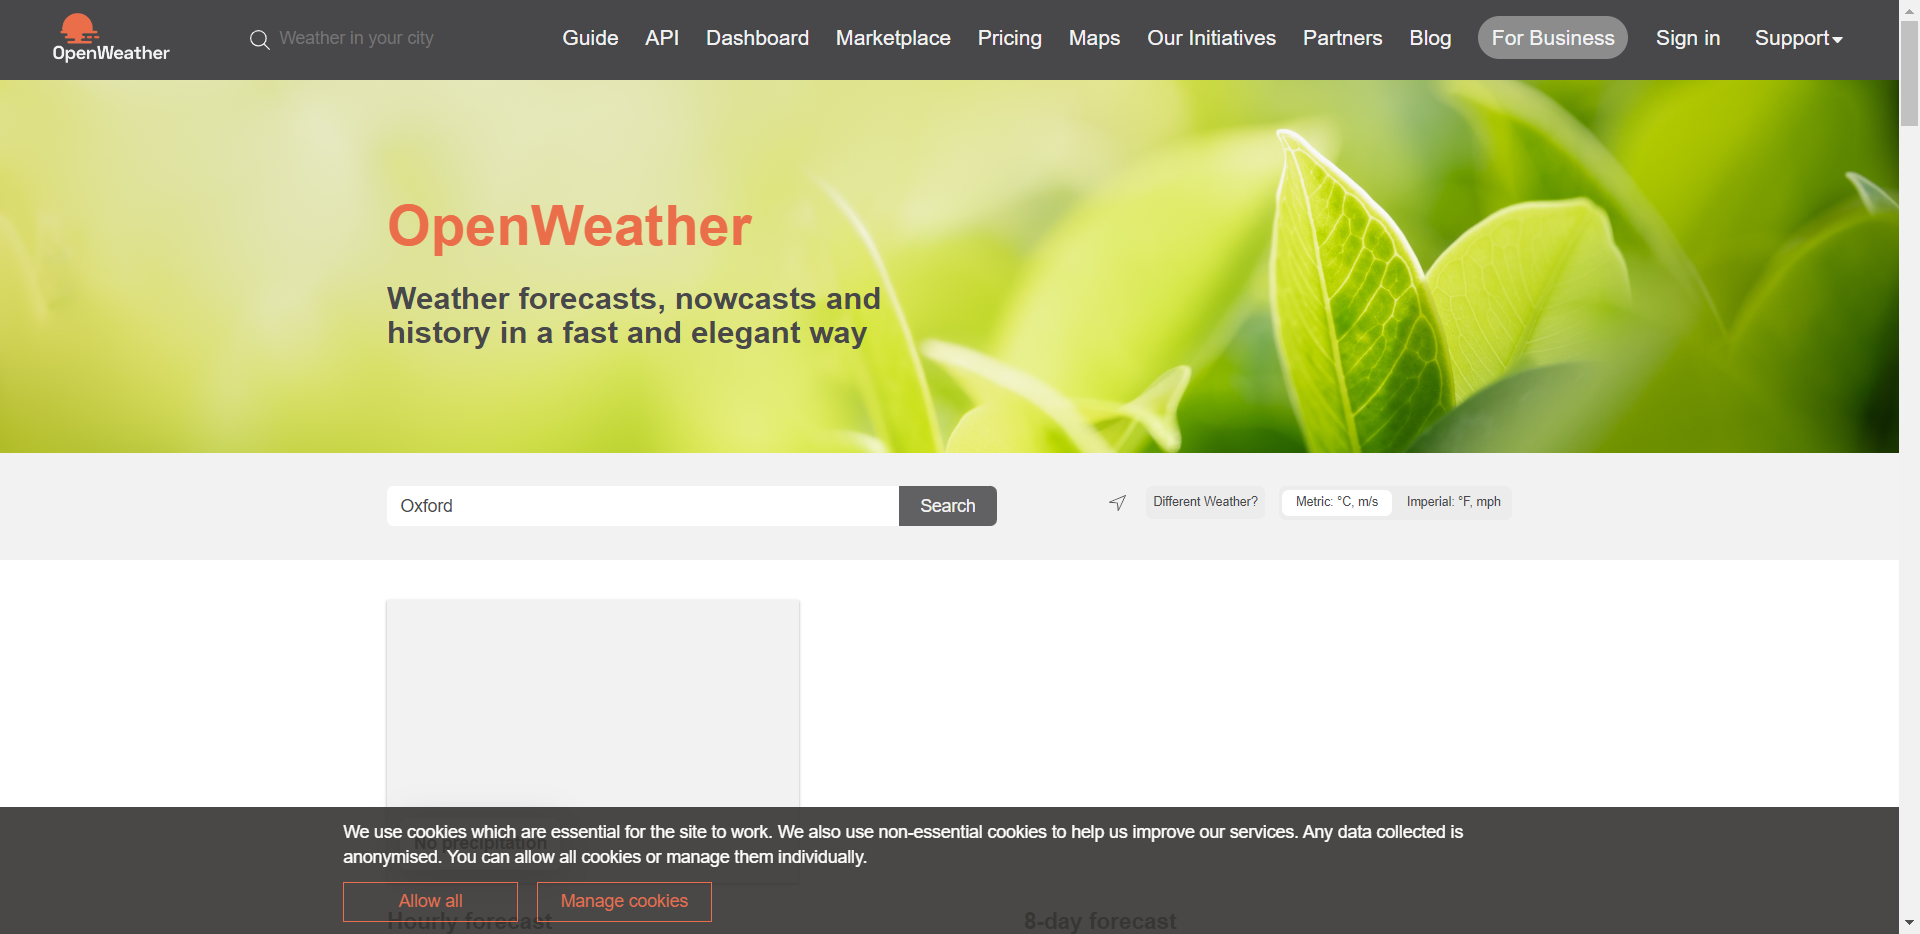 OpenWeather
Weather in your city
Guide API Dashboard Marketplace Pricing Maps Our Initiatives Partners Blog For Business Sign in Support
OpenWeather
Weather forecasts, nowcasts and
history in a fast and elegant way
Oxford
Search
Different Weather?
Metric: °C, m/s
Imperial: °F, mph
No precipitation
We use cookies which are essential for the site to work. We also use non-essential cookies to help us improve our services. Any data collected is
anonymised. You can allow all cookies or manage them individually.
Allow all
Manage cookies
Hourly forecast
8-day forecast